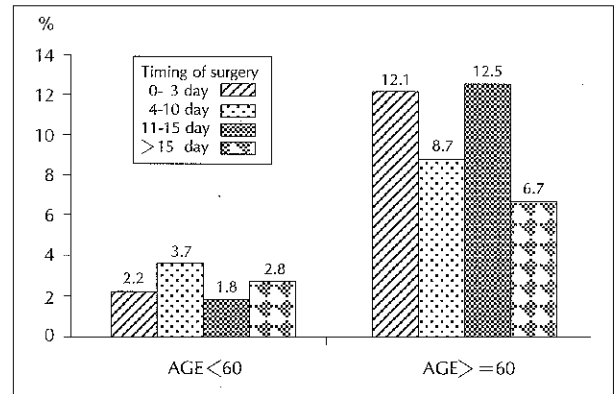 %
14
12
10
8
6
4
2
0
Timing of surgery
0- 3 day
4-10 day
11-15 day
>15 day
2.2
3.7
1.8
2.8
12.1
8.7
12.5
6.7
AGE<60
AGE>=60